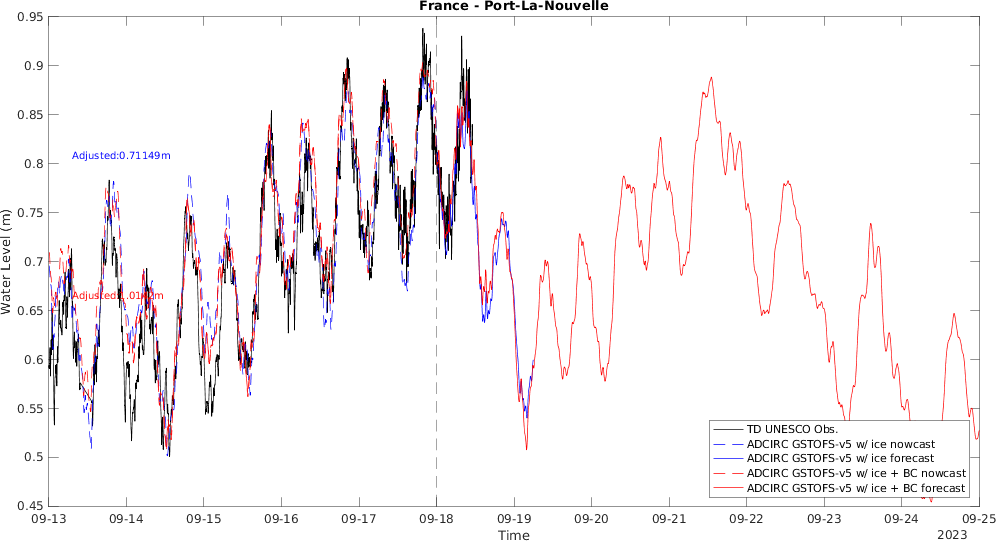 France - Port-La-Nouvelle
0.95
0.9
0.85
0.8
0.75
0.7
0.65
0.6
0.55
0.5
0.45
Water Level (m)
Adjusted:0.71149m
TD UNESCO Obs.
ADCIRC GSTOFS-v5 w/ ice nowcast
ADCIRC GSTOFS-v5 w/ ice forecast
ADCIRC GSTOFS-v5 w/ ice + BC nowcast
ADCIRC GSTOFS-v5 w/ ice + BC forecast
09-13 09-14 09-15 09-16 09-17 09-18 09-19 09-20 09-21 09-22 09-23 09-24 09-25
Time
2023